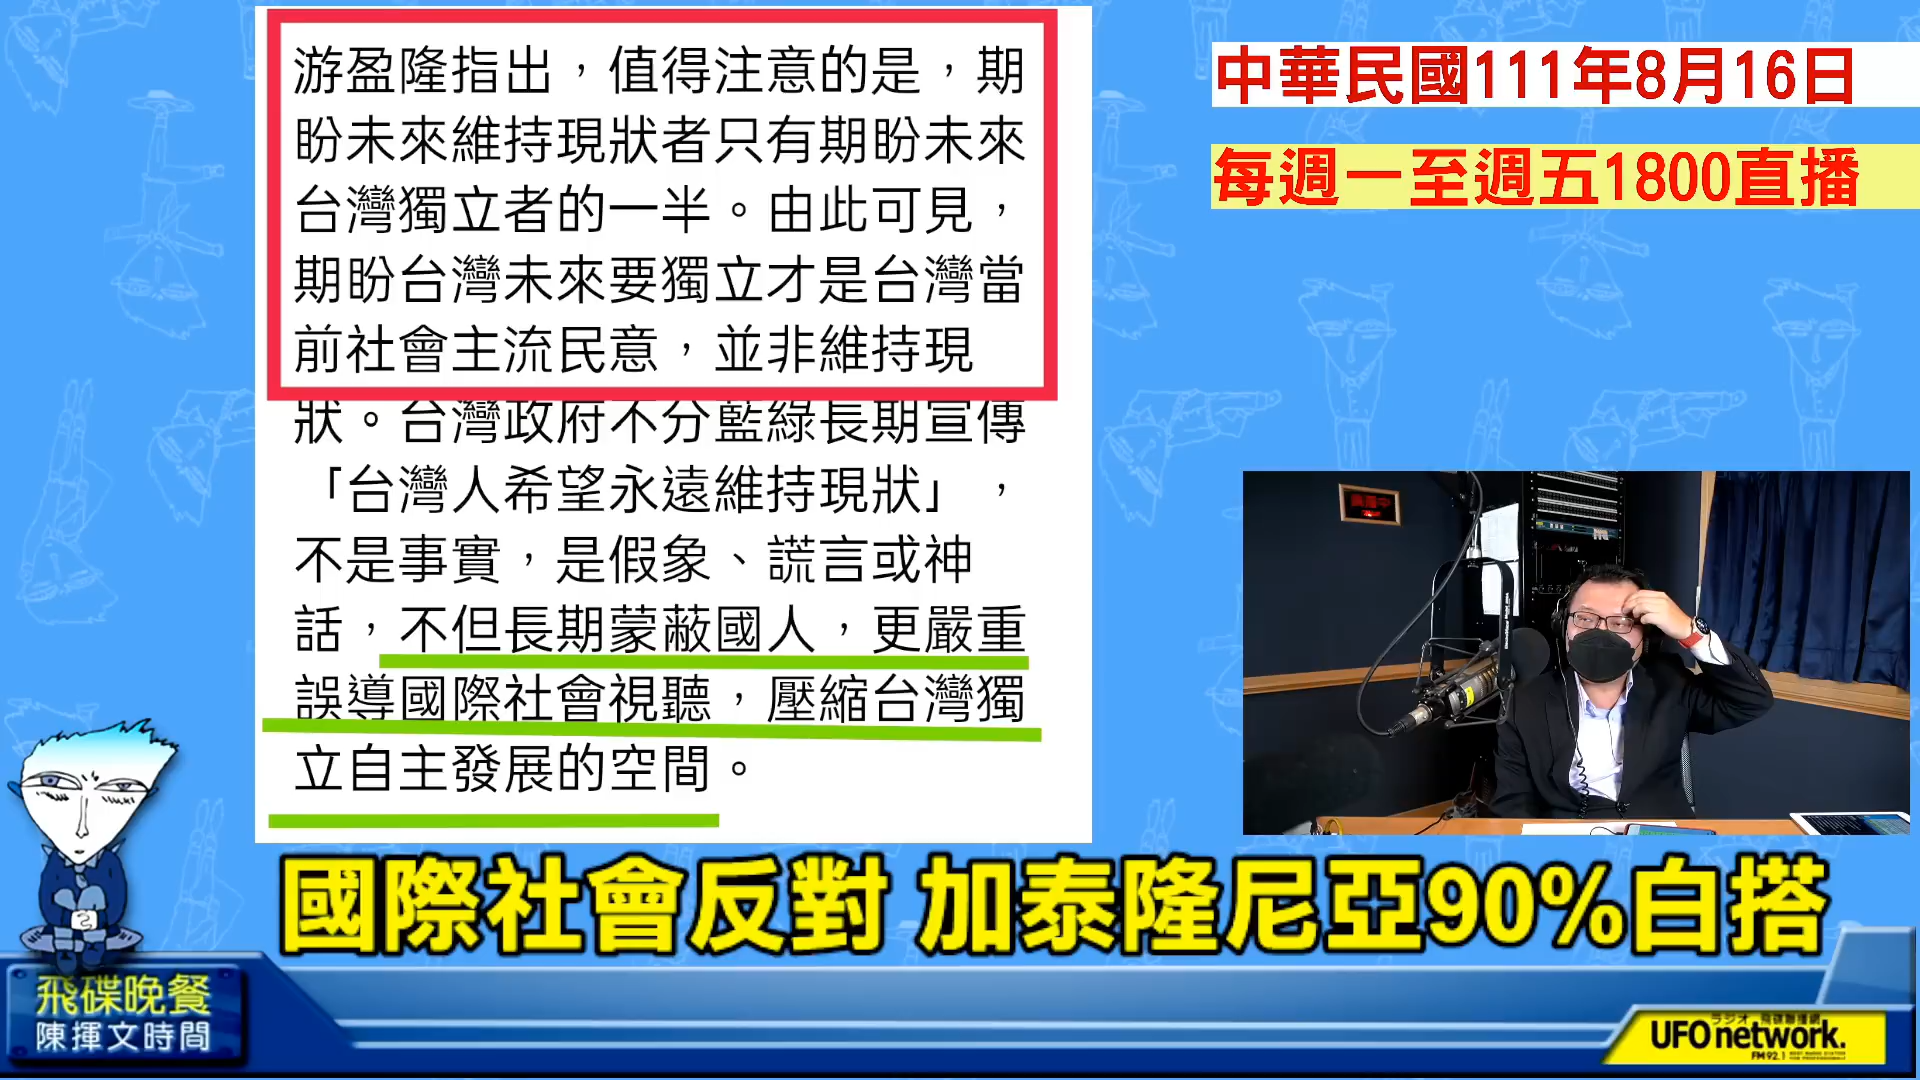 游盈隆指出，值得注意的是，期
盼未來維持現狀者只有期盼未來
台灣獨立者的一半。由此可見，
期盼台灣未來要獨立才是台灣當
前社會主流民意，並非維持現
狀。台灣政府不分藍綠長期宣傳
「台灣人希望永遠維持現狀」，
不是事實，是假象、謊言或神
話，不但長期蒙蔽國人，更嚴重
誤導國際社會視聽，壓縮台灣獨
立自主發展的空間。
中華民國111年8月16日
每週一至週五1800直播
國際社會反對 加泰隆尼亞90%白搭
飛碟晚餐
陳揮文時間
UFO network.
FM92.1